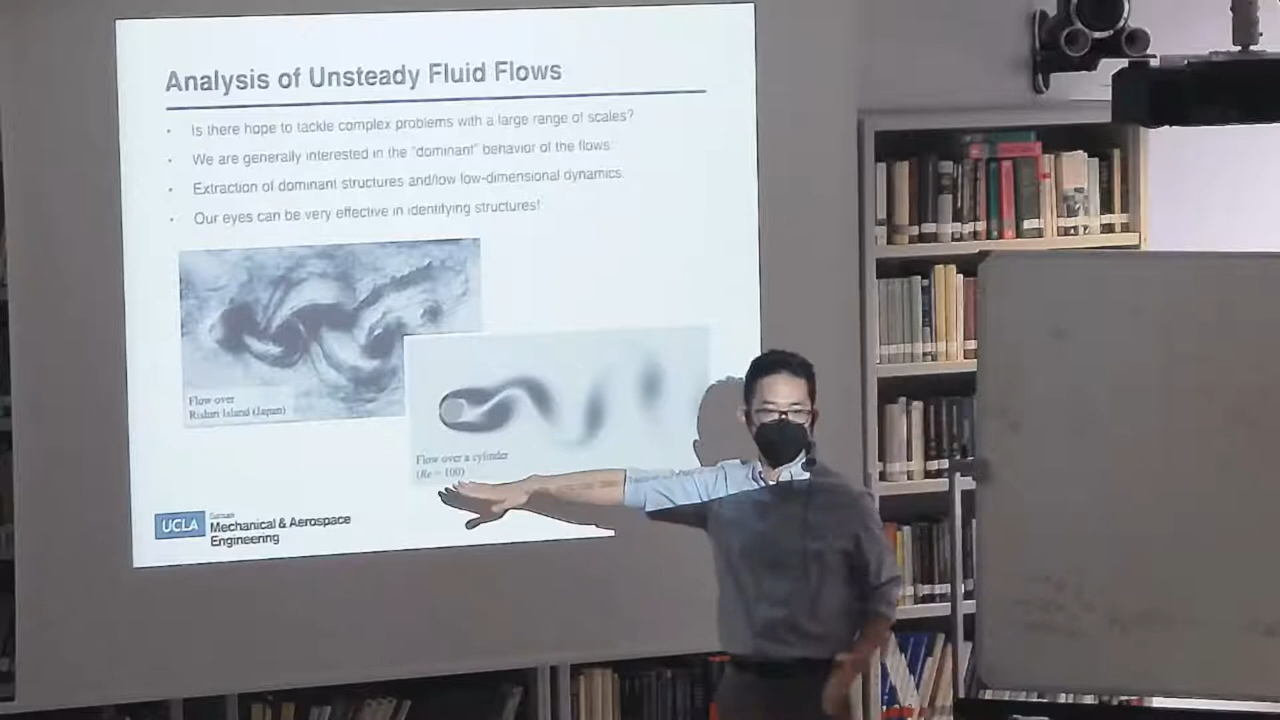 Analysis of Unsteady Fluid Flows
• Is there hope to tackle complex problems with a large range of scales?
• We are generally interested in the "dominant" behavior of the flows.
• Extraction of dominant structures and/low low-dimensional dynamics.
• Our eyes can be very effective in identifying structures!
Flow over
Rishiri Island (Japan)
Flow over a cylinder
(Re = 100)
UCLA
Samueli
Mechanical & Aerospace
Engineering